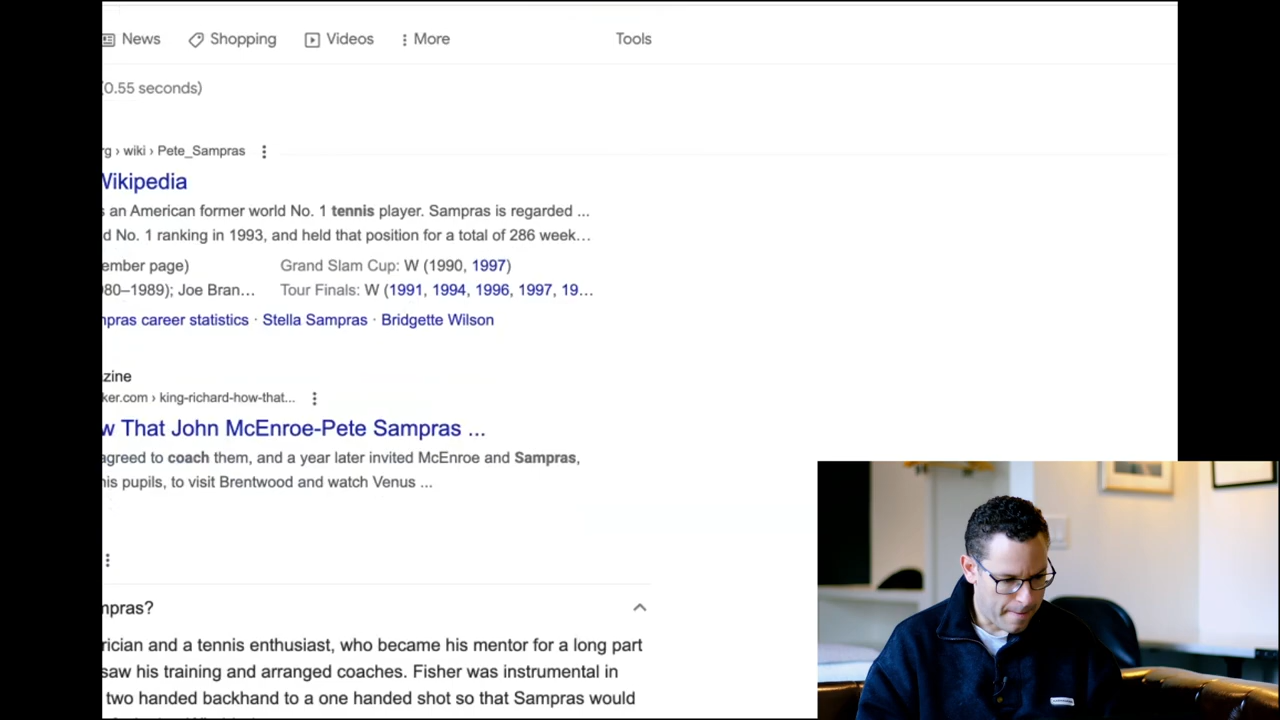 News Shopping Videos More Tools
(0.55 seconds)
rg › wiki › Pete_Sampras
Wikipedia
s an American former world No. 1 tennis player. Sampras is regarded ...
d No. 1 ranking in 1993, and held that position for a total of 286 week...
ember page) Grand Slam Cup: W (1990, 1997)
80–1989); Joe Bran... Tour Finals: W (1991, 1994, 1996, 1997, 19...
mpras career statistics · Stella Sampras · Bridgette Wilson
zine
ker.com › king-richard-how-that...
w That John McEnroe-Pete Sampras ...
agreed to coach them, and a year later invited McEnroe and Sampras,
his pupils, to visit Brentwood and watch Venus ...
mpras?
rician and a tennis enthusiast, who became his mentor for a long part
saw his training and arranged coaches. Fisher was instrumental in
two handed backhand to a one handed shot so that Sampras would